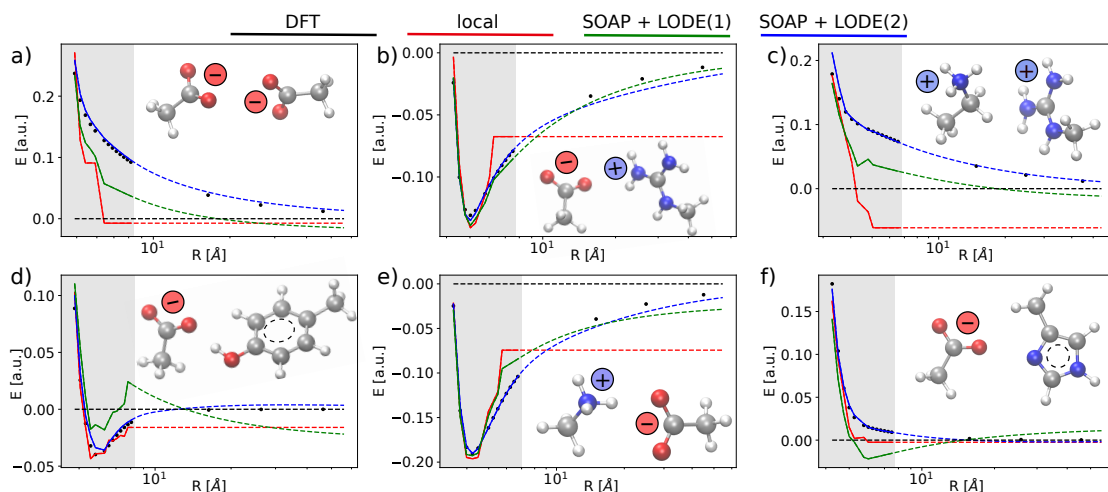 DFT local SOAP + LODE(1) SOAP + LODE(2)
a) b) c)
E [a.u.]
0.2
0.1
0.0
10¹
R [Å]
− −
E [a.u.]
0.00
−0.05
−0.10
10¹
R [Å]
− +
E [a.u.]
0.2
0.1
0.0
10¹
R [Å]
+ +
d) e) f)
E [a.u.]
0.10
0.05
0.00
−0.05
10¹
R [Å]
−
E [a.u.]
0.00
−0.05
−0.10
−0.15
−0.20
10¹
R [Å]
+ −
E [a.u.]
0.15
0.10
0.05
0.00
10¹
R [Å]
−